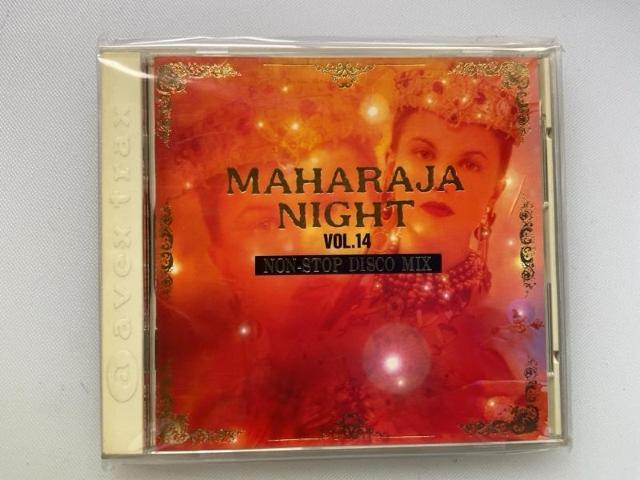 MAHARAJA
NIGHT
VOL.14
NON-STOP DISCO MIX
a avex trax